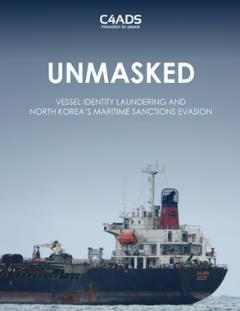 C4ADS
innovation for peace
UNMASKED
VESSEL IDENTITY LAUNDERING AND
NORTH KOREA'S MARITIME SANCTIONS EVASION